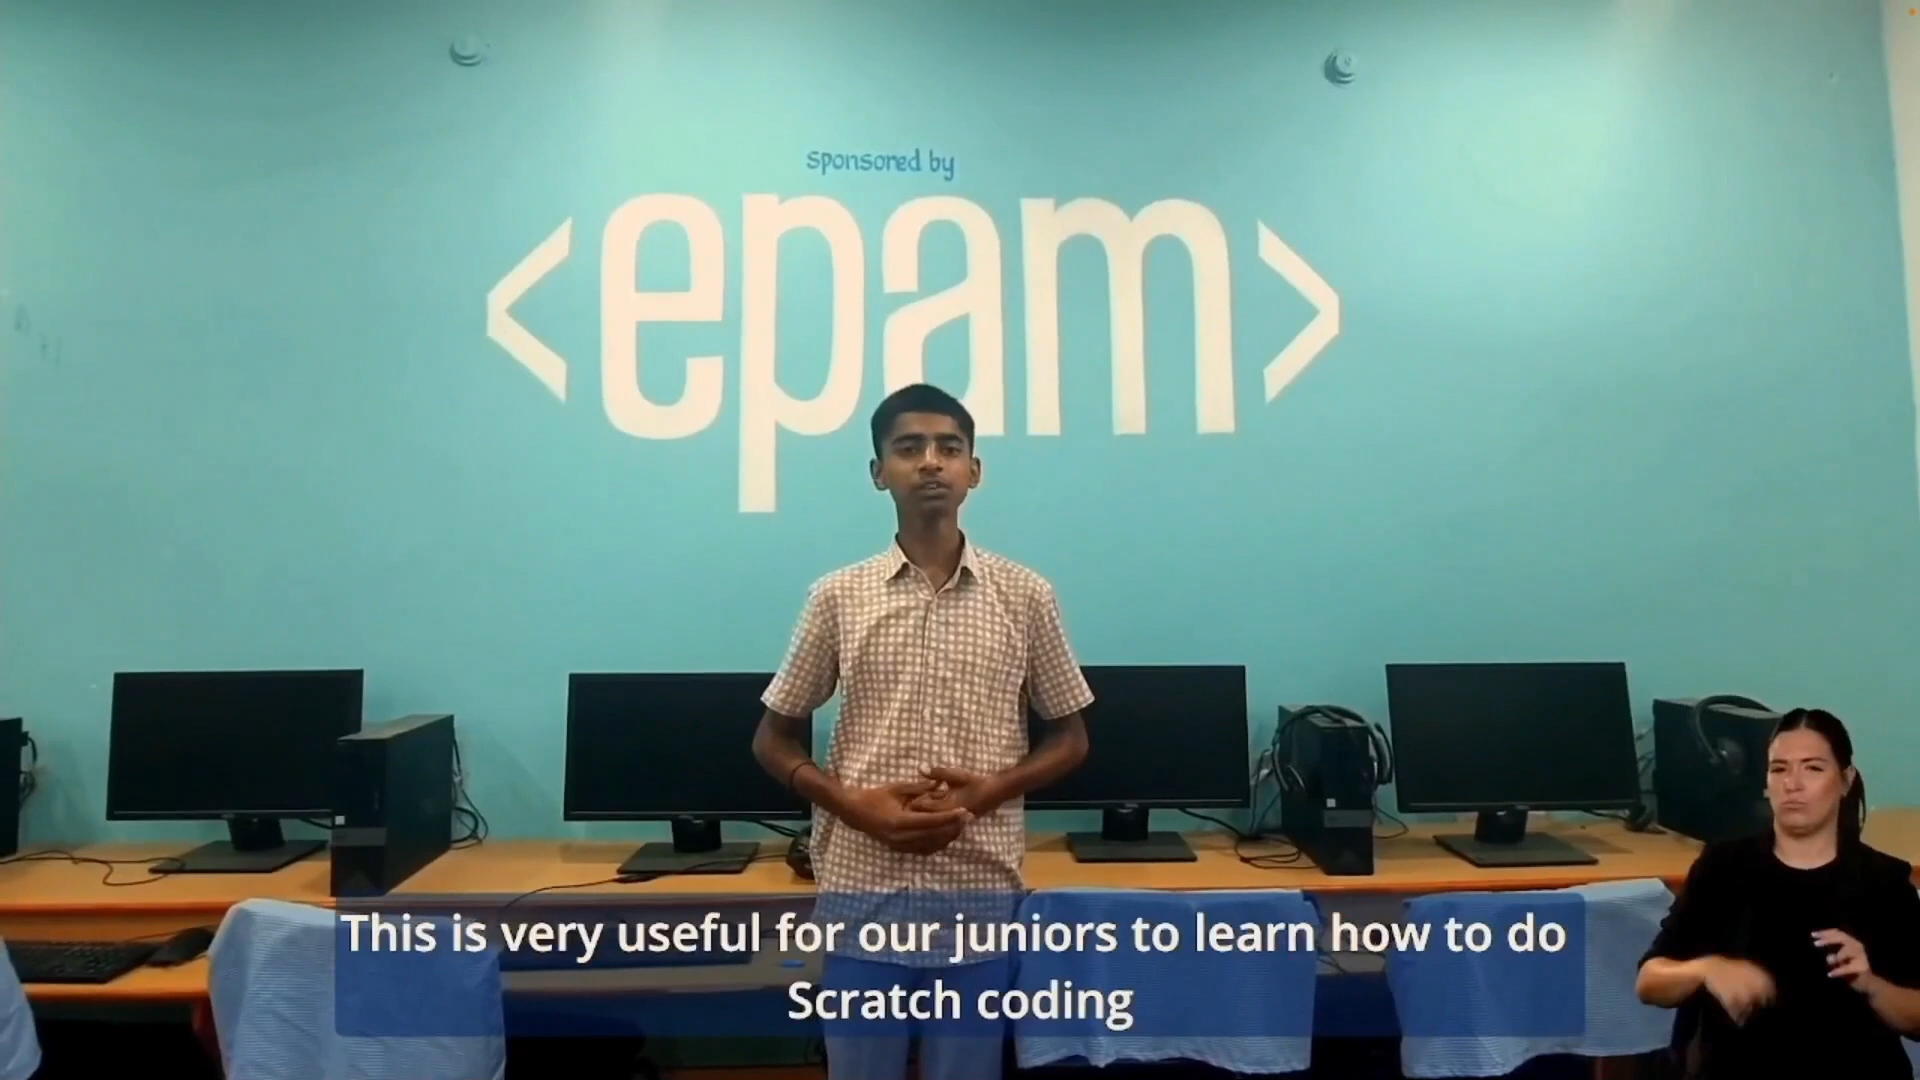 sponsored by
<epam>
This is very useful for our juniors to learn how to do
Scratch coding